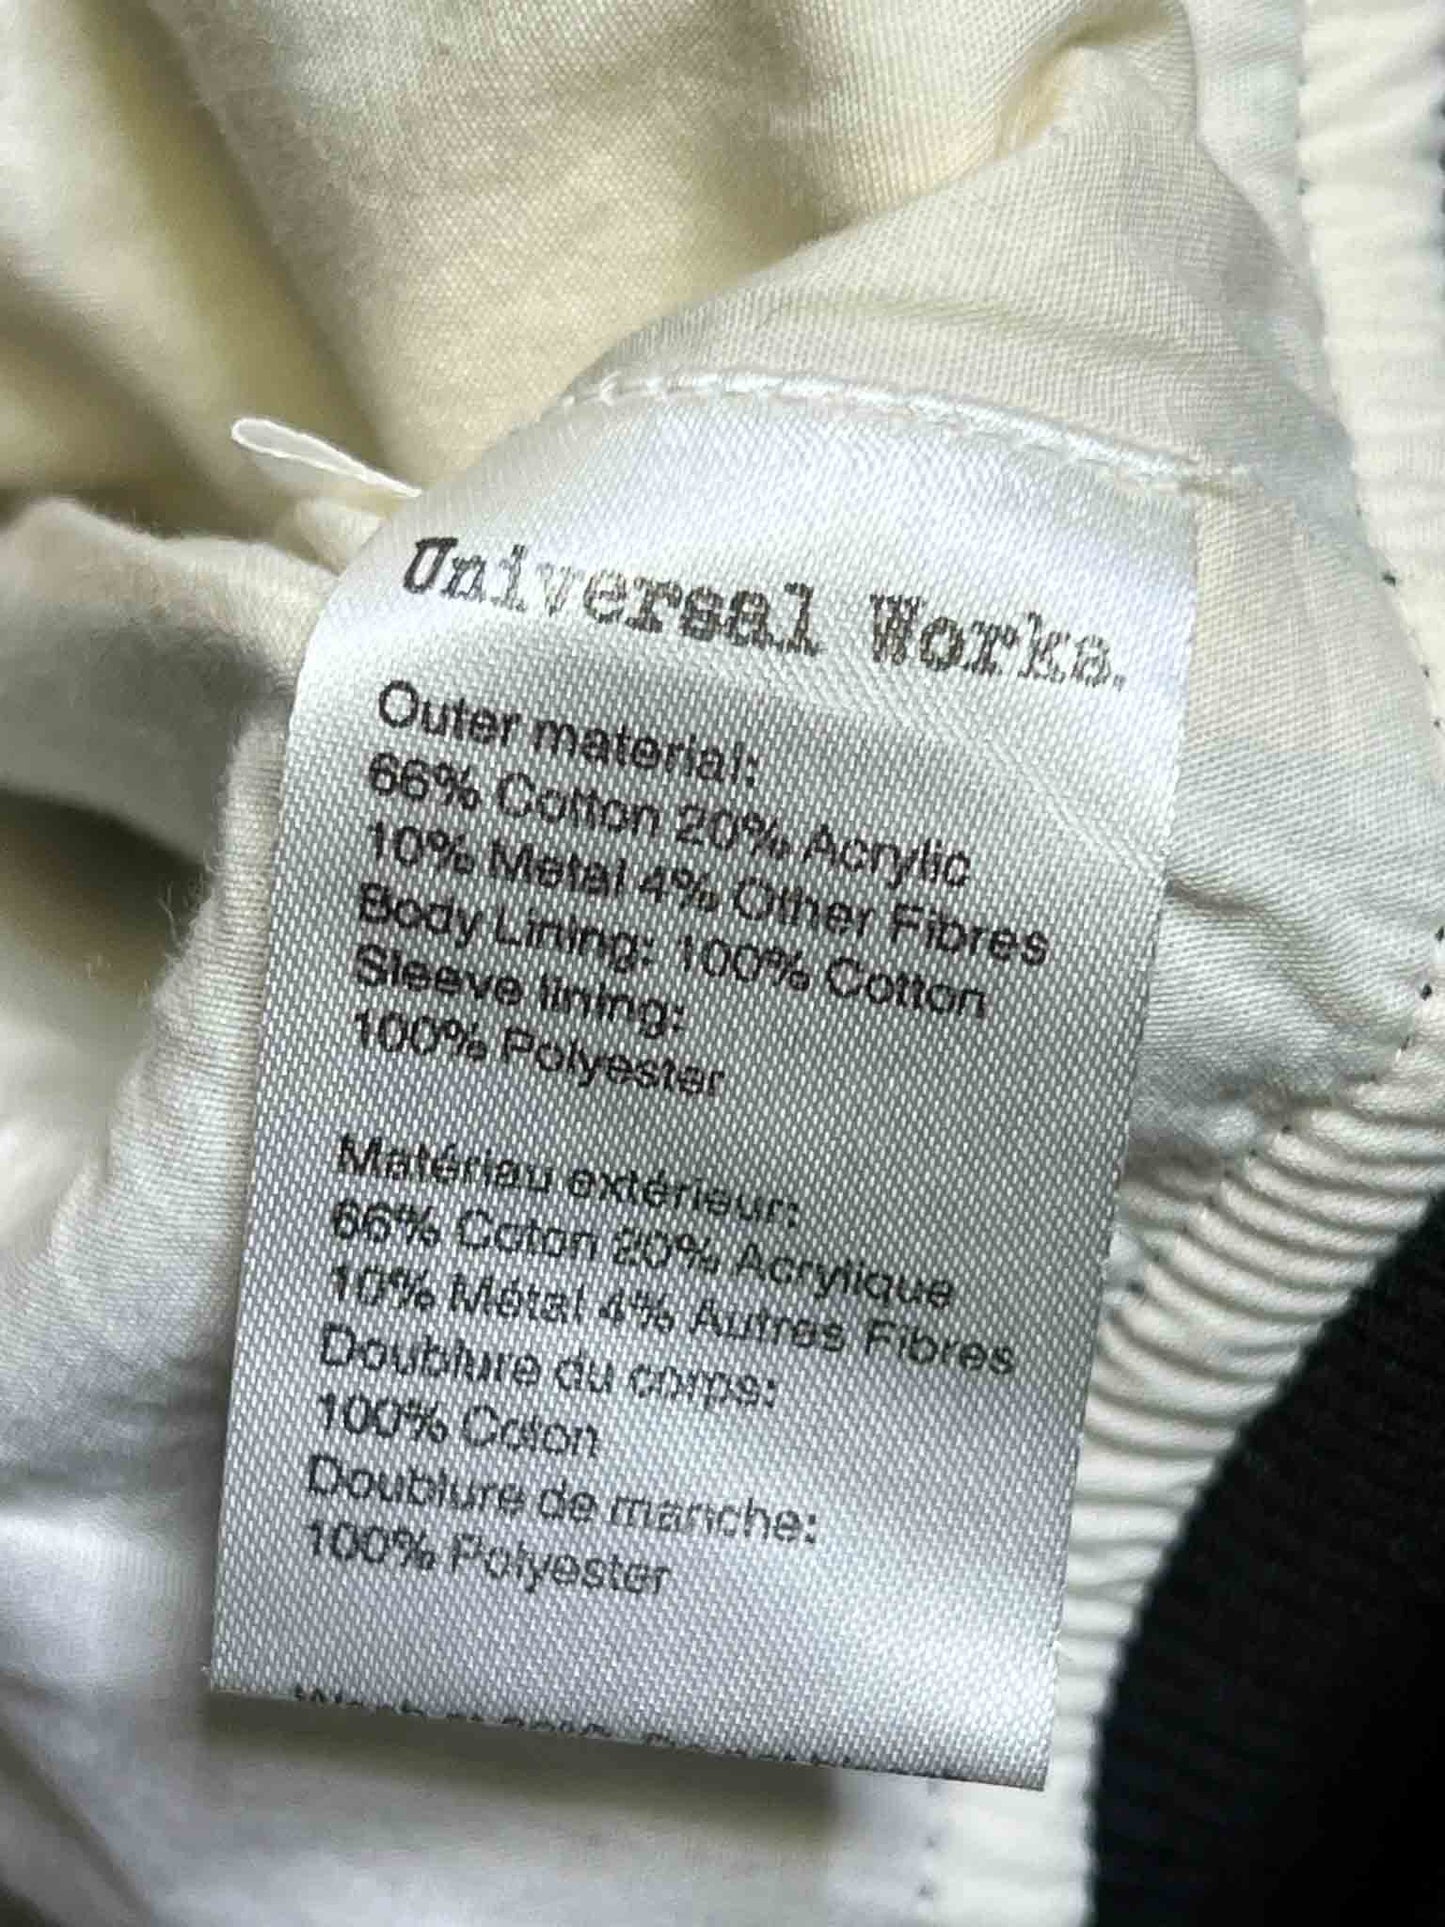 Universal Works.
Outer material:
66% Cotton 20% Acrylic
10% Metal 4% Other Fibres
Body Lining: 100% Cotton
Sleeve lining:
100% Polyester
Matériau extérieur:
66% Coton 20% Acrylique
10% Métal 4% Autres Fibres
Doublure du corps:
100% Coton
Doublure de manche:
100% Polyester